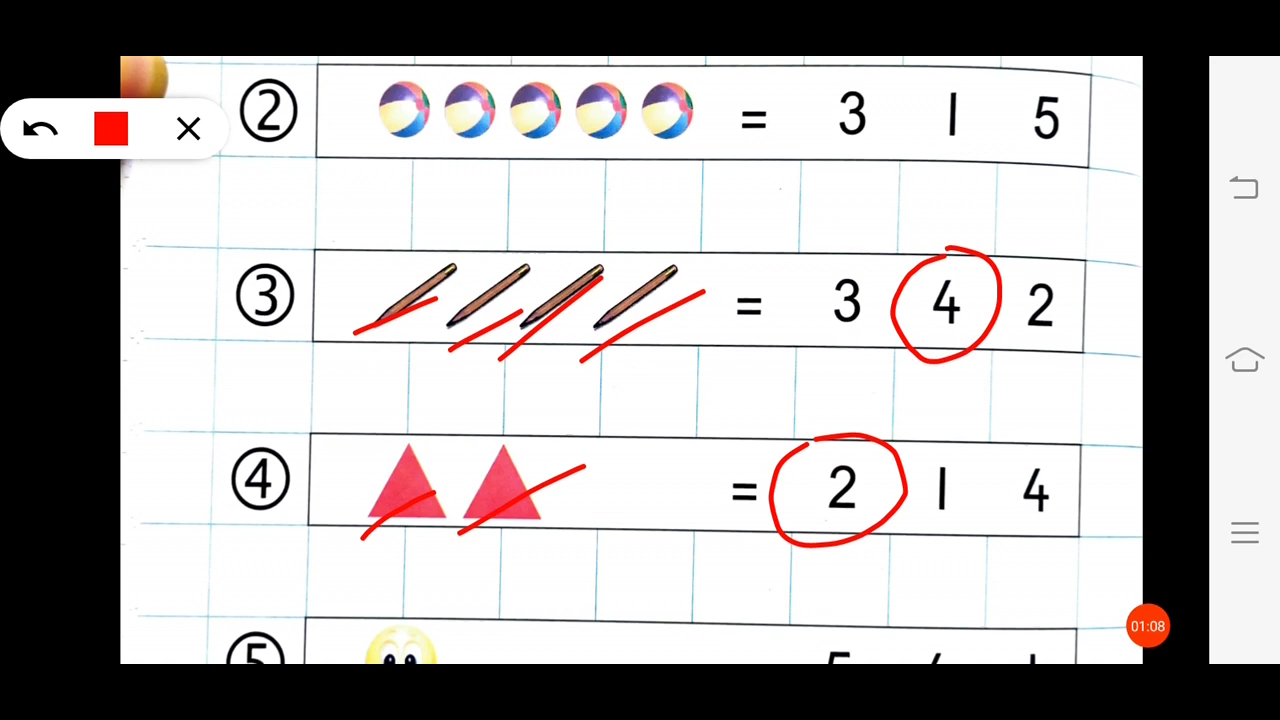 ② = 3 1 5
③ = 3 4 2
④ = 2 1 4
01:08